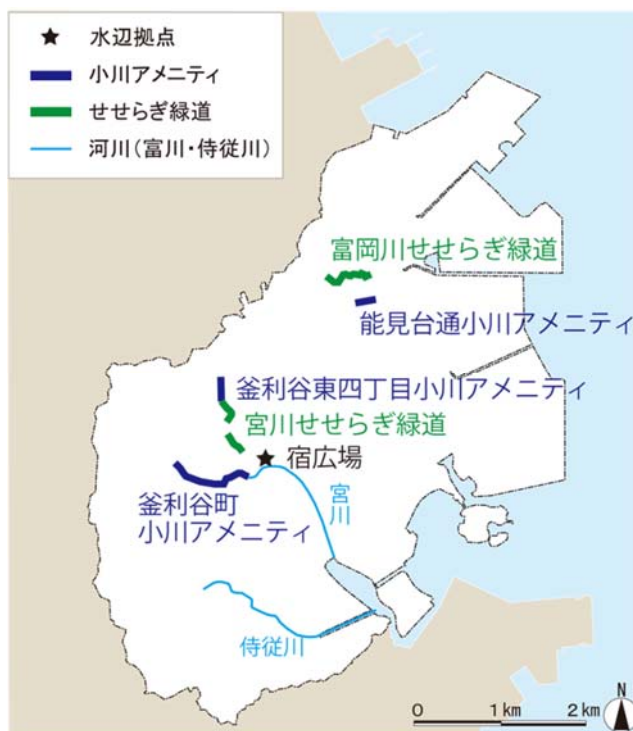 水辺拠点
小川アメニティ
せせらぎ緑道
河川（富川・侍従川）
富岡川せせらぎ緑道
能見台通小川アメニティ
釜利谷東四丁目小川アメニティ
宮川せせらぎ緑道
宿広場
釜利谷町
小川アメニティ
宮川
侍従川
0 1km 2km
N